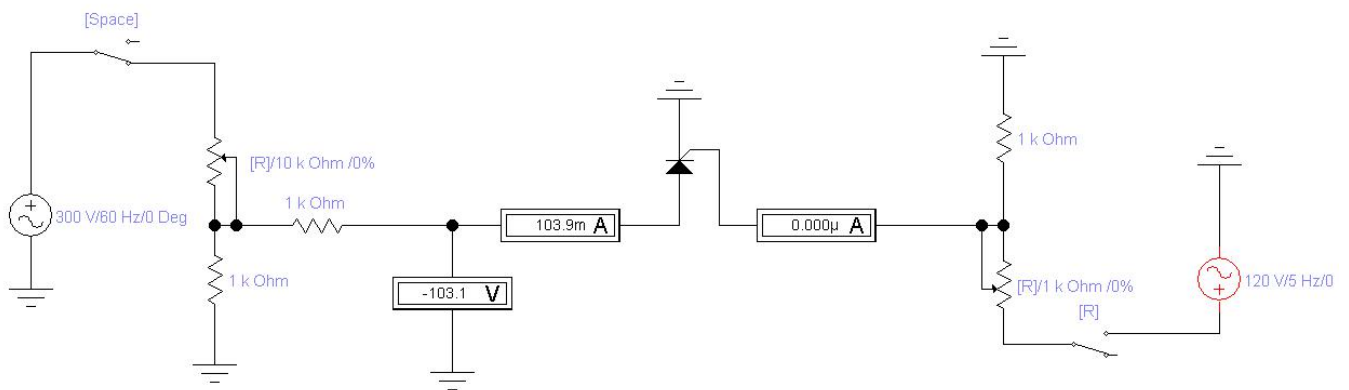 [Space]
[R]/10 k Ohm /0%
300 V/60 Hz/0 Deg
1 k Ohm
1 k Ohm
103.9m A
-103.1 V
0.000µ A
1 k Ohm
[R]/1 k Ohm /0%
[R]
120 V/5 Hz/0